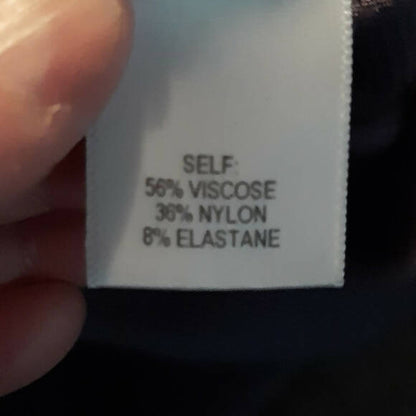 SELF:
56% VISCOSE
36% NYLON
8% ELASTANE